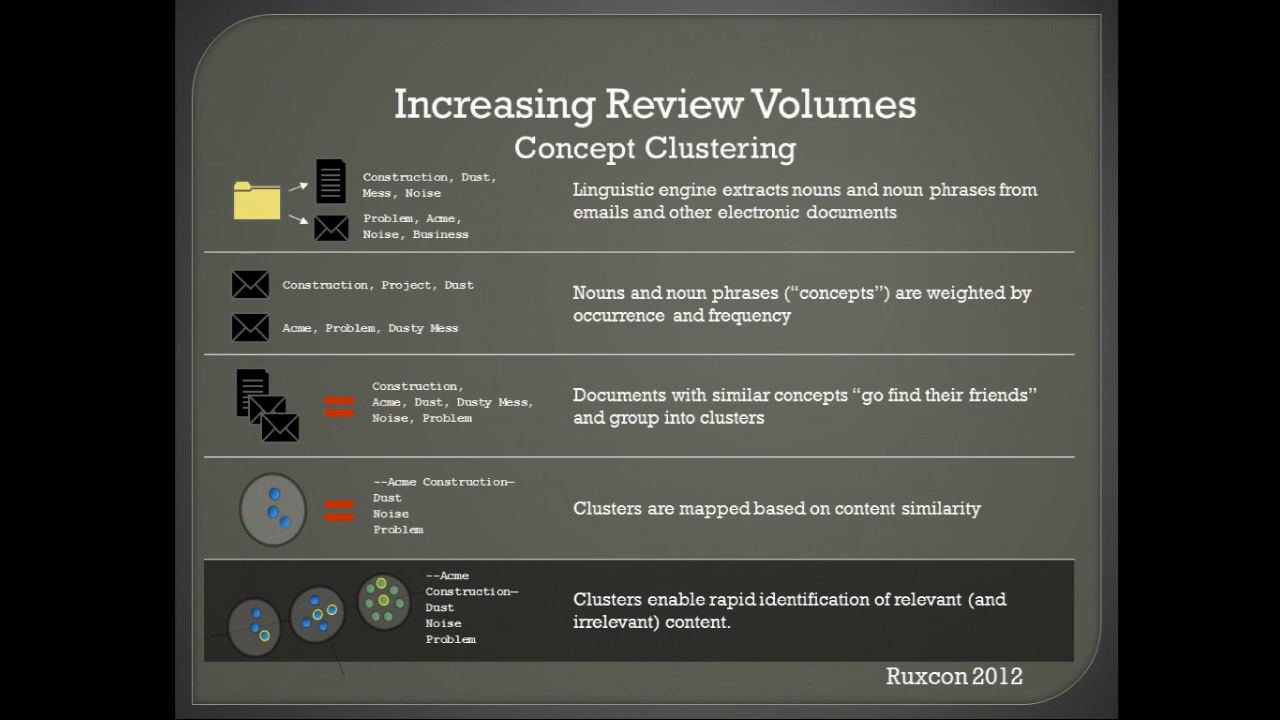 Increasing Review Volumes
Concept Clustering
Construction, Dust,
Mess, Noise
Problem, Acme,
Noise, Business
Linguistic engine extracts nouns and noun phrases from
emails and other electronic documents
Construction, Project, Dust
Acme, Problem, Dusty Mess
Nouns and noun phrases (“concepts”) are weighted by
occurrence and frequency
Construction,
Acme, Dust, Dusty Mess,
Noise, Problem
Documents with similar concepts “go find their friends”
and group into clusters
--Acme Construction—
Dust
Noise
Problem
Clusters are mapped based on content similarity
--Acme
Construction—
Dust
Noise
Problem
Clusters enable rapid identification of relevant (and
irrelevant) content.
Ruxcon 2012